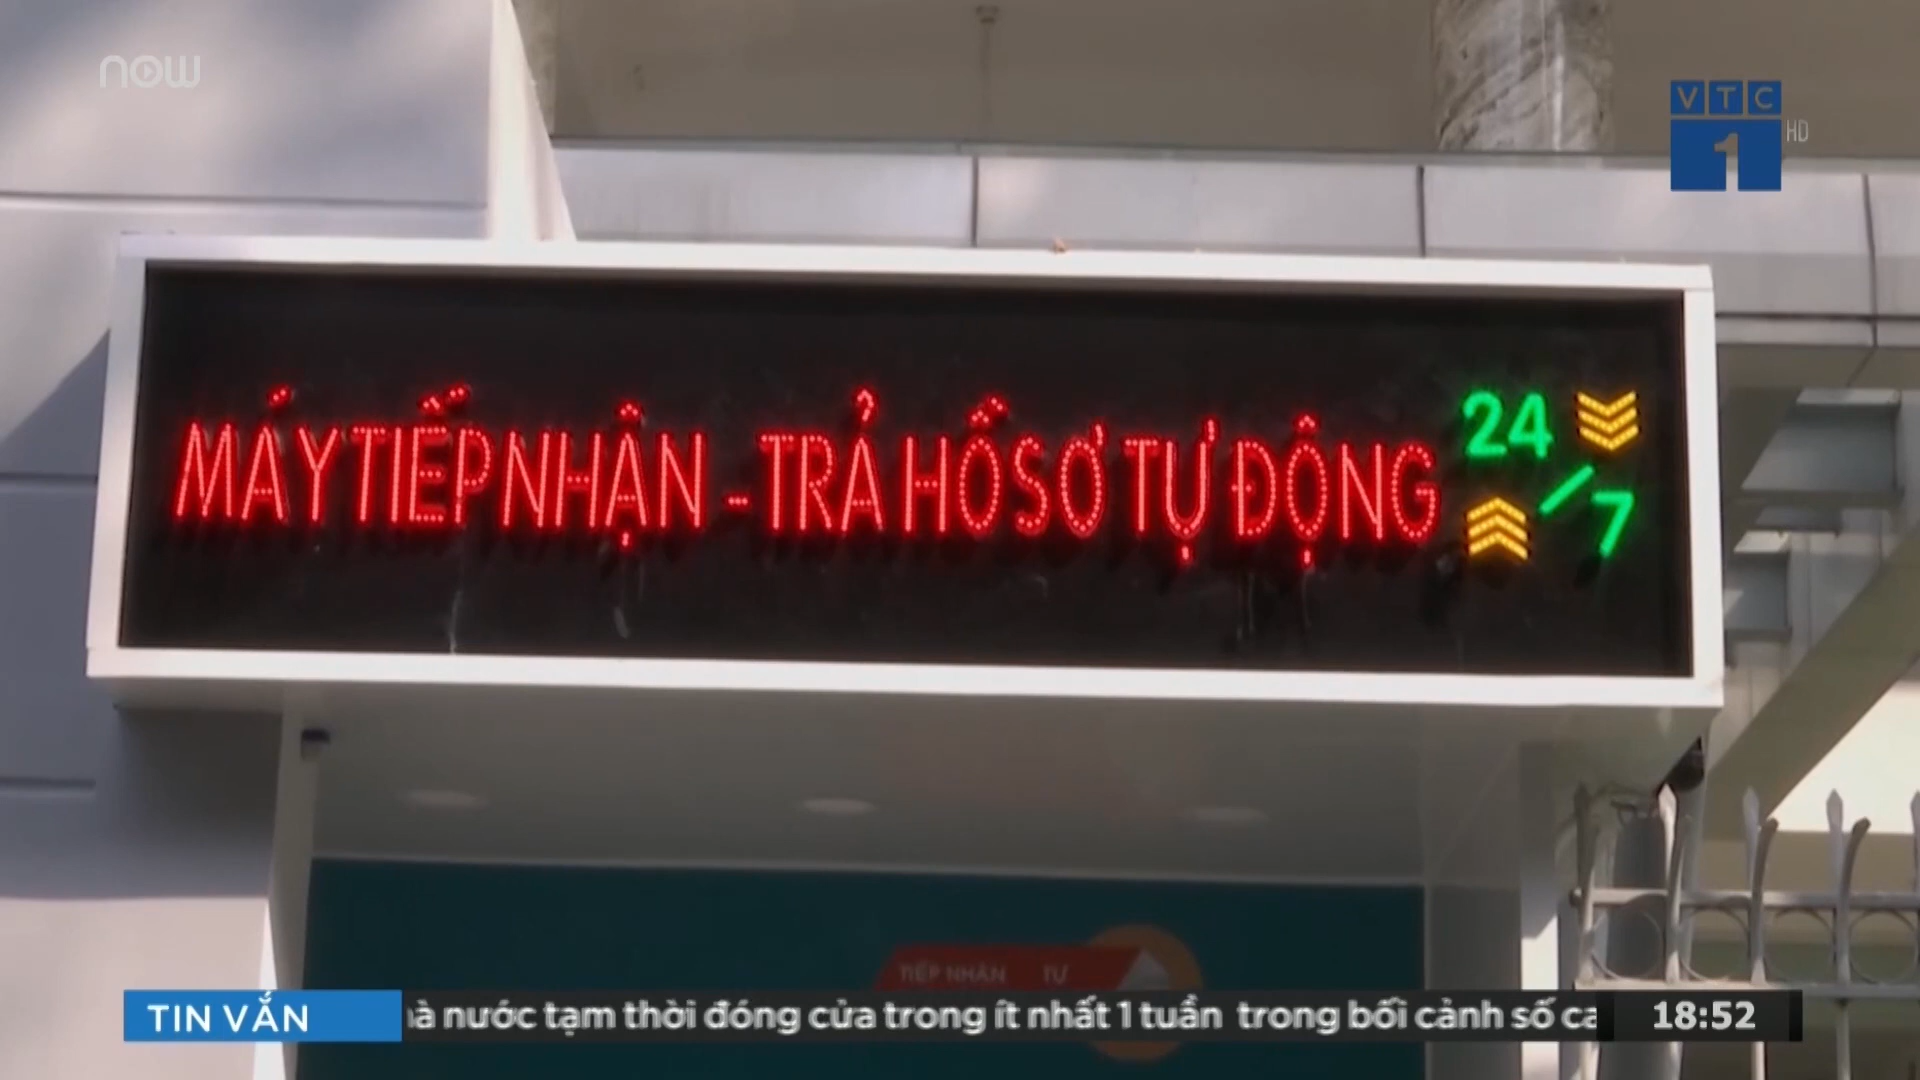 now
VTC
1 HD
MÁY TIẾP NHẬN - TRẢ HỒ SƠ TỰ ĐỘNG 24/7
TIẾP NHẬN TỰ
TIN VẮN
nước tạm thời đóng cửa trong ít nhất 1 tuần trong bối cảnh số
18:52